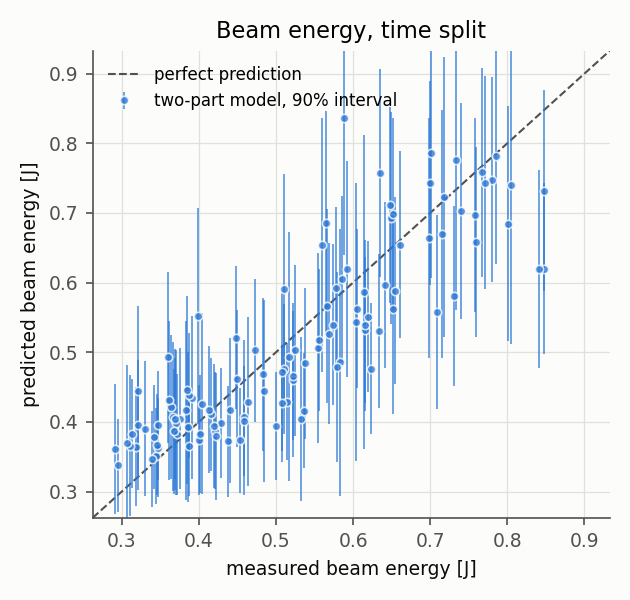 Beam energy, time split
perfect prediction
two-part model, 90% interval
predicted beam energy [J]
0.9
0.8
0.7
0.6
0.5
0.4
0.3
0.3 0.4 0.5 0.6 0.7 0.8 0.9
measured beam energy [J]